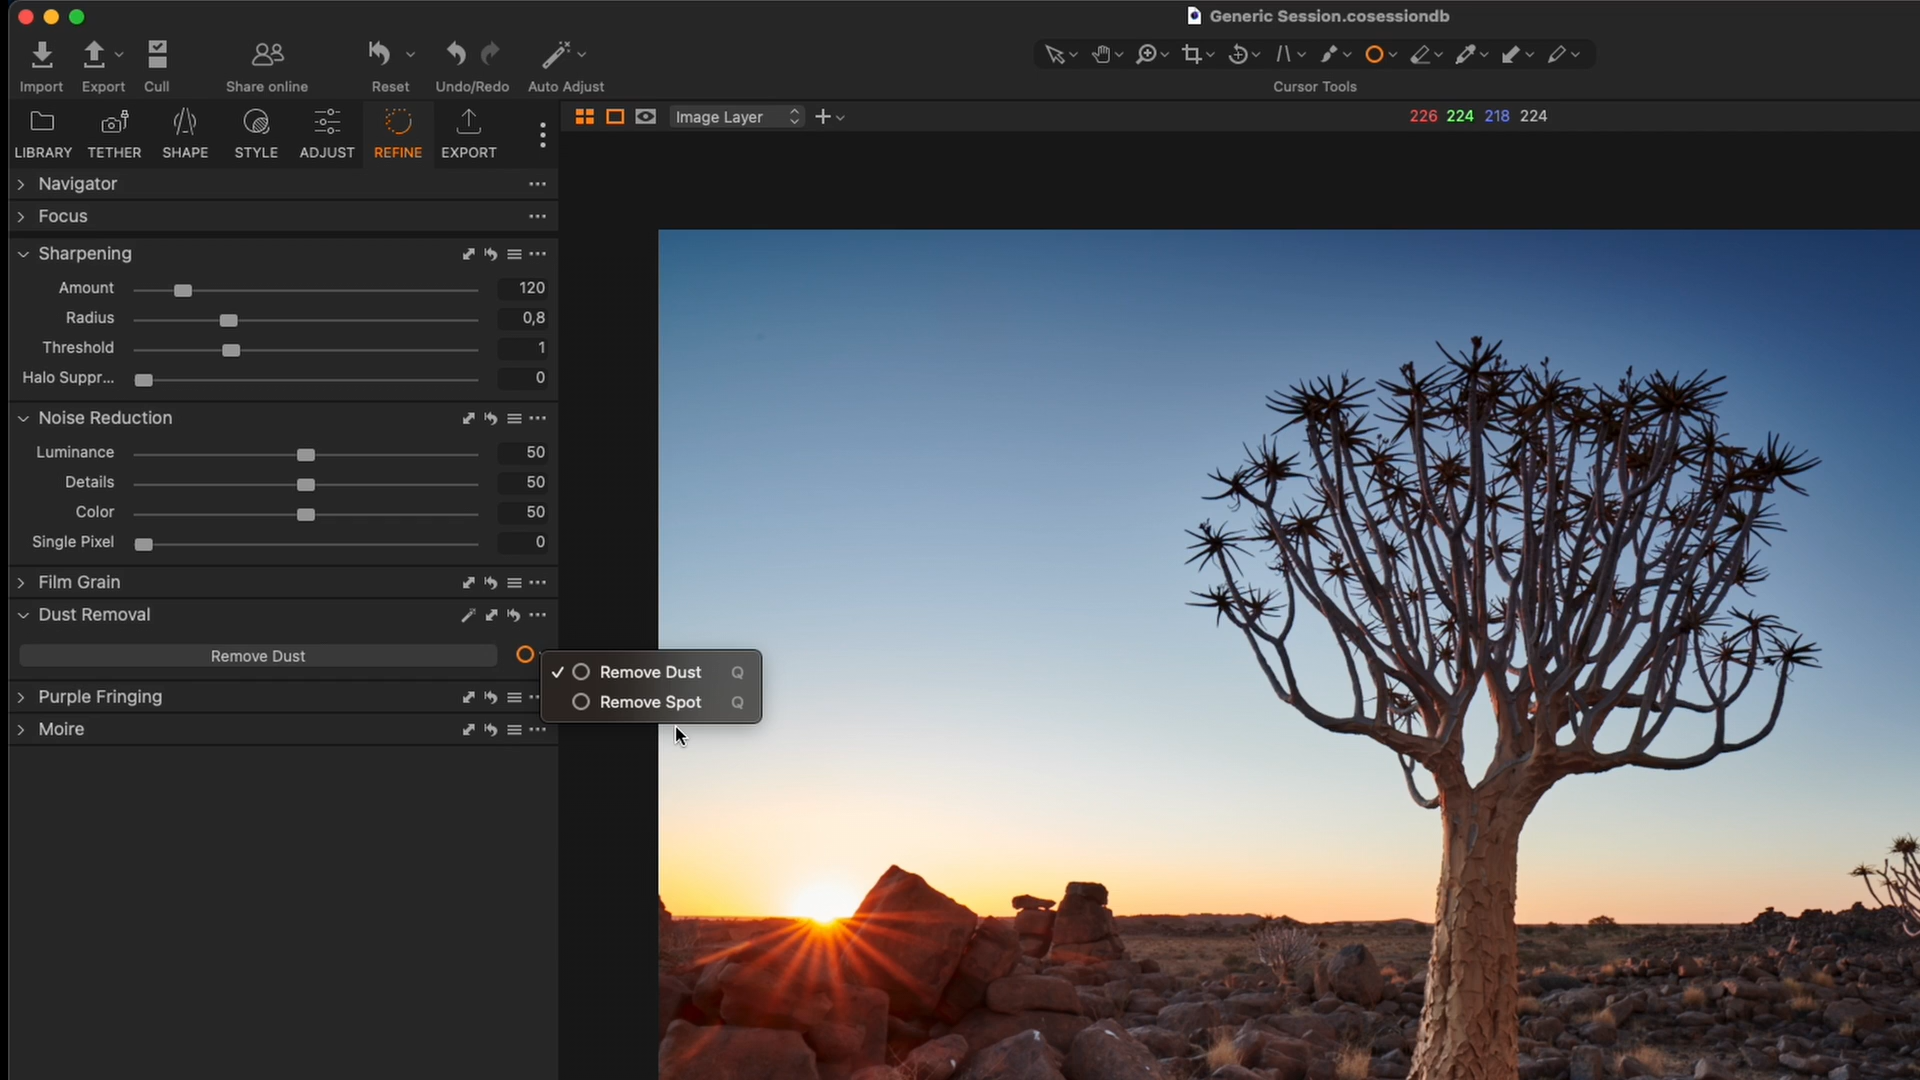 Generic Session.cosessiondb
Import Export Cull Share online Reset Undo/Redo Auto Adjust Cursor Tools
LIBRARY TETHER SHAPE STYLE ADJUST REFINE EXPORT
Image Layer 226 224 218 224
Navigator
Focus
Sharpening
Amount 120
Radius 0,8
Threshold 1
Halo Suppr... 0
Noise Reduction
Luminance 50
Details 50
Color 50
Single Pixel 0
Film Grain
Dust Removal
Remove Dust
Remove Dust Q
Remove Spot Q
Purple Fringing
Moire